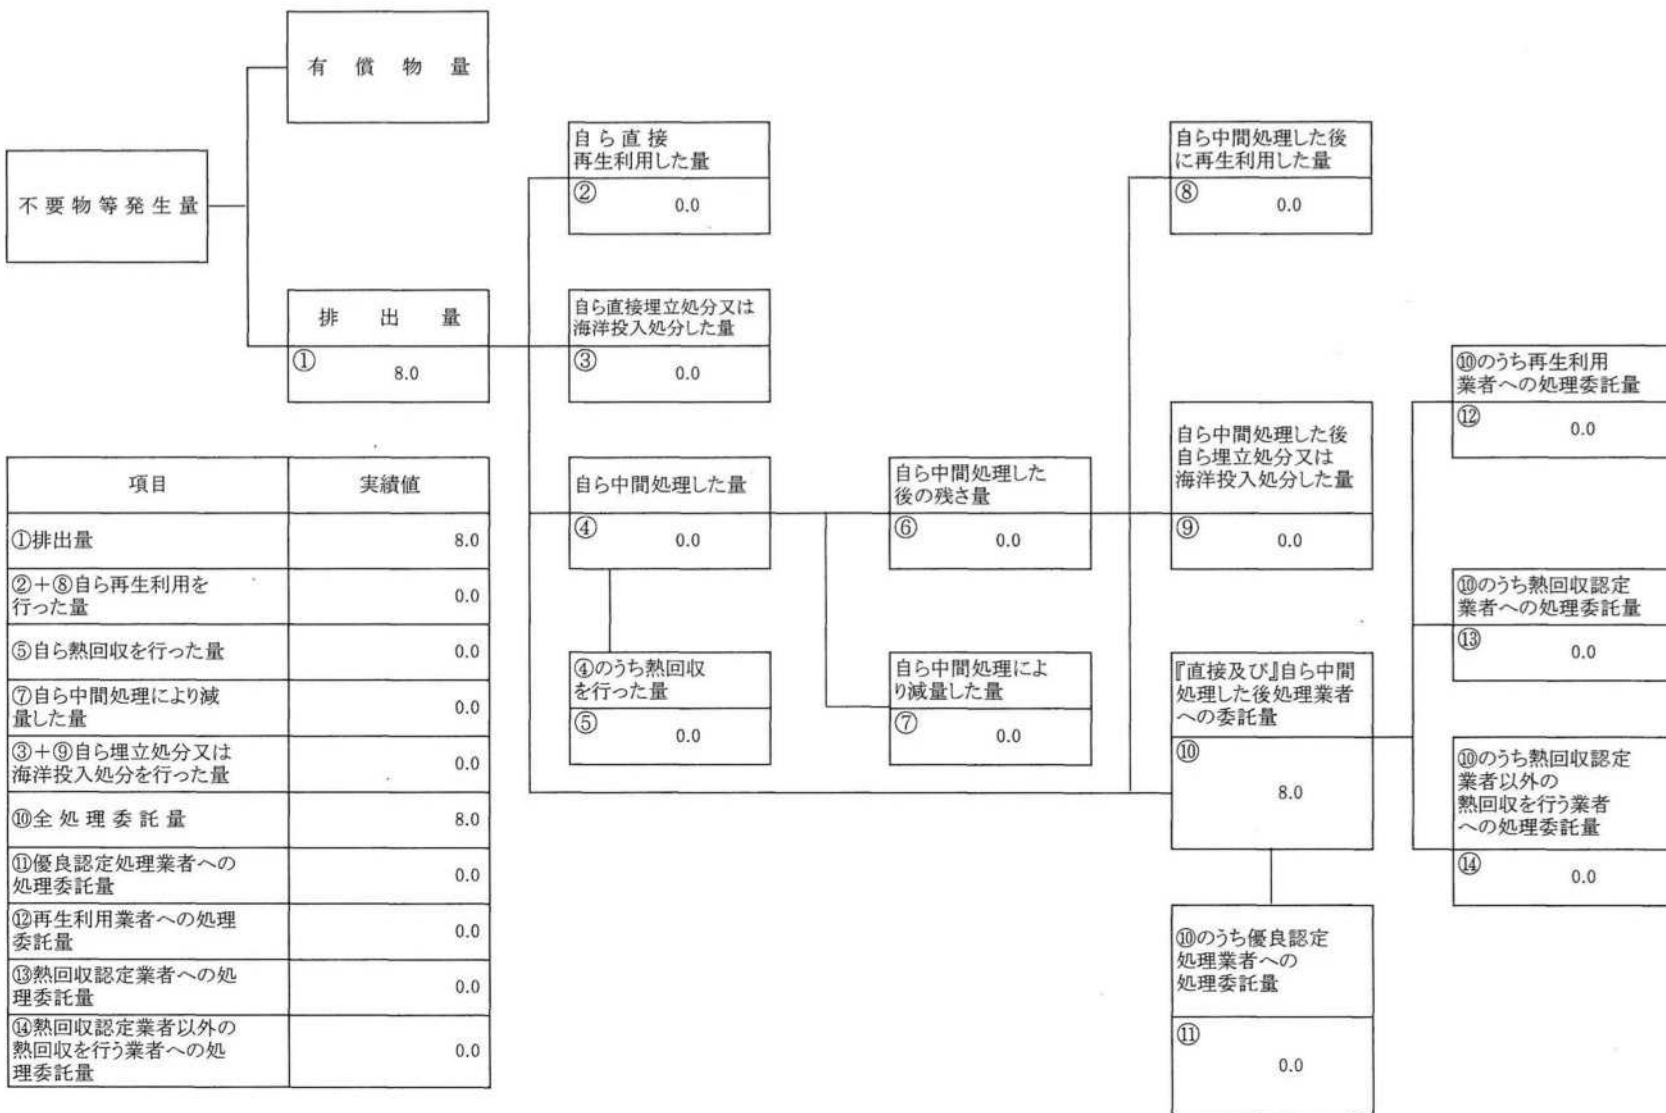 有償物量
不要物等発生量
排出量
①
8.0
自ら直接
再生利用した量
②
0.0
自ら直接埋立処分又は
海洋投入処分した量
③
0.0
自ら中間処理した量
④
0.0
④のうち熱回収
を行った量
⑤
0.0
自ら中間処理した
後の残さ量
⑥
0.0
自ら中間処理によ
り減量した量
⑦
0.0
自ら中間処理した後
に再生利用した量
⑧
0.0
自ら中間処理した後
自ら埋立処分又は
海洋投入処分した量
⑨
0.0
『直接及び』自ら中間
処理した後処理業者
への委託量
⑩
8.0
⑩のうち優良認定
処理業者への
処理委託量
⑪
0.0
⑩のうち再生利用
業者への処理委託量
⑫
0.0
⑩のうち熱回収認定
業者への処理委託量
⑬
0.0
⑩のうち熱回収認定
業者以外の
熱回収を行う業者
への処理委託量
⑭
0.0
項目 実績値
①排出量 8.0
②+⑧自ら再生利用を
行った量 0.0
⑤自ら熱回収を行った量 0.0
⑦自ら中間処理により減
量した量 0.0
③+⑨自ら埋立処分又は
海洋投入処分を行った量 0.0
⑩全処理委託量 8.0
⑪優良認定処理業者への
処理委託量 0.0
⑫再生利用業者への処理
委託量 0.0
⑬熱回収認定業者への処
理委託量 0.0
⑭熱回収認定業者以外の
熱回収を行う業者への処
理委託量 0.0